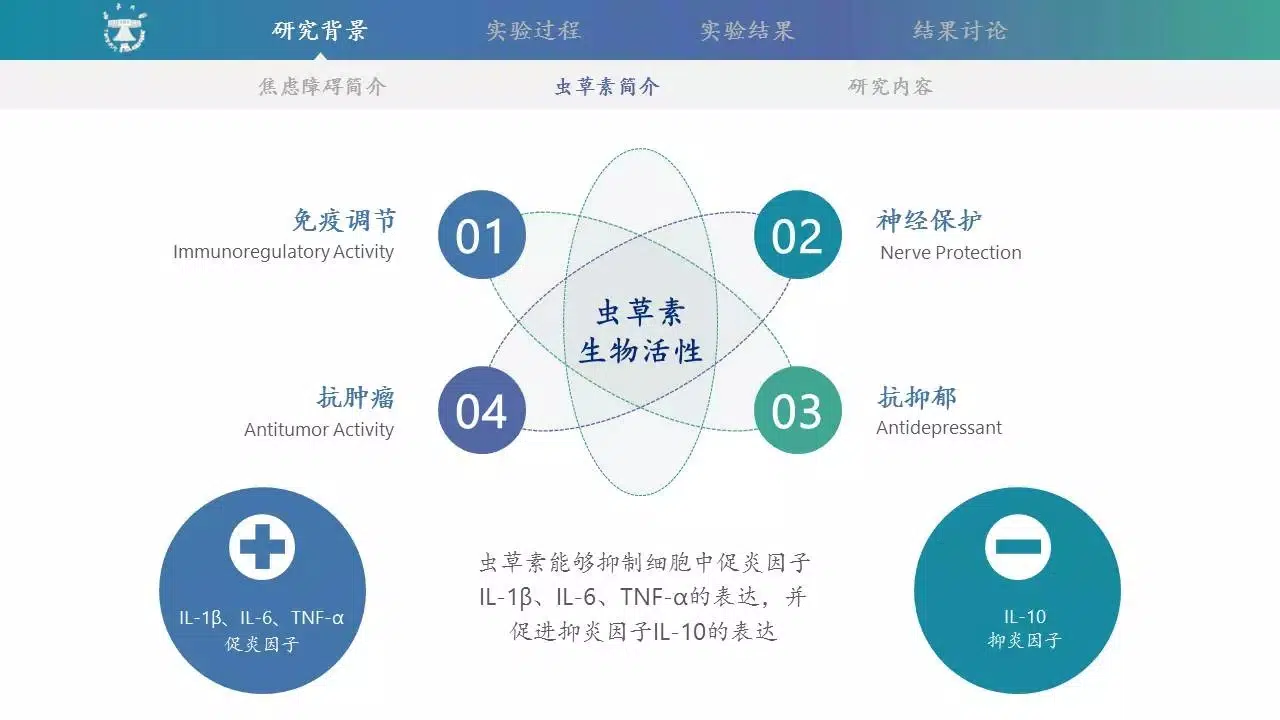 研究背景
实验过程
实验结果
结果讨论
焦虑障碍简介
虫草素简介
研究内容
免疫调节
Immunoregulatory Activity
01
02
神经保护
Nerve Protection
虫草素
生物活性
抗肿瘤
Antitumor Activity
04
03
抗抑郁
Antidepressant
IL-1β、IL-6、TNF-α
促炎因子
虫草素能够抑制细胞中促炎因子
IL-1β、IL-6、TNF-α的表达，并
促进抑炎因子IL-10的表达
IL-10
抑炎因子